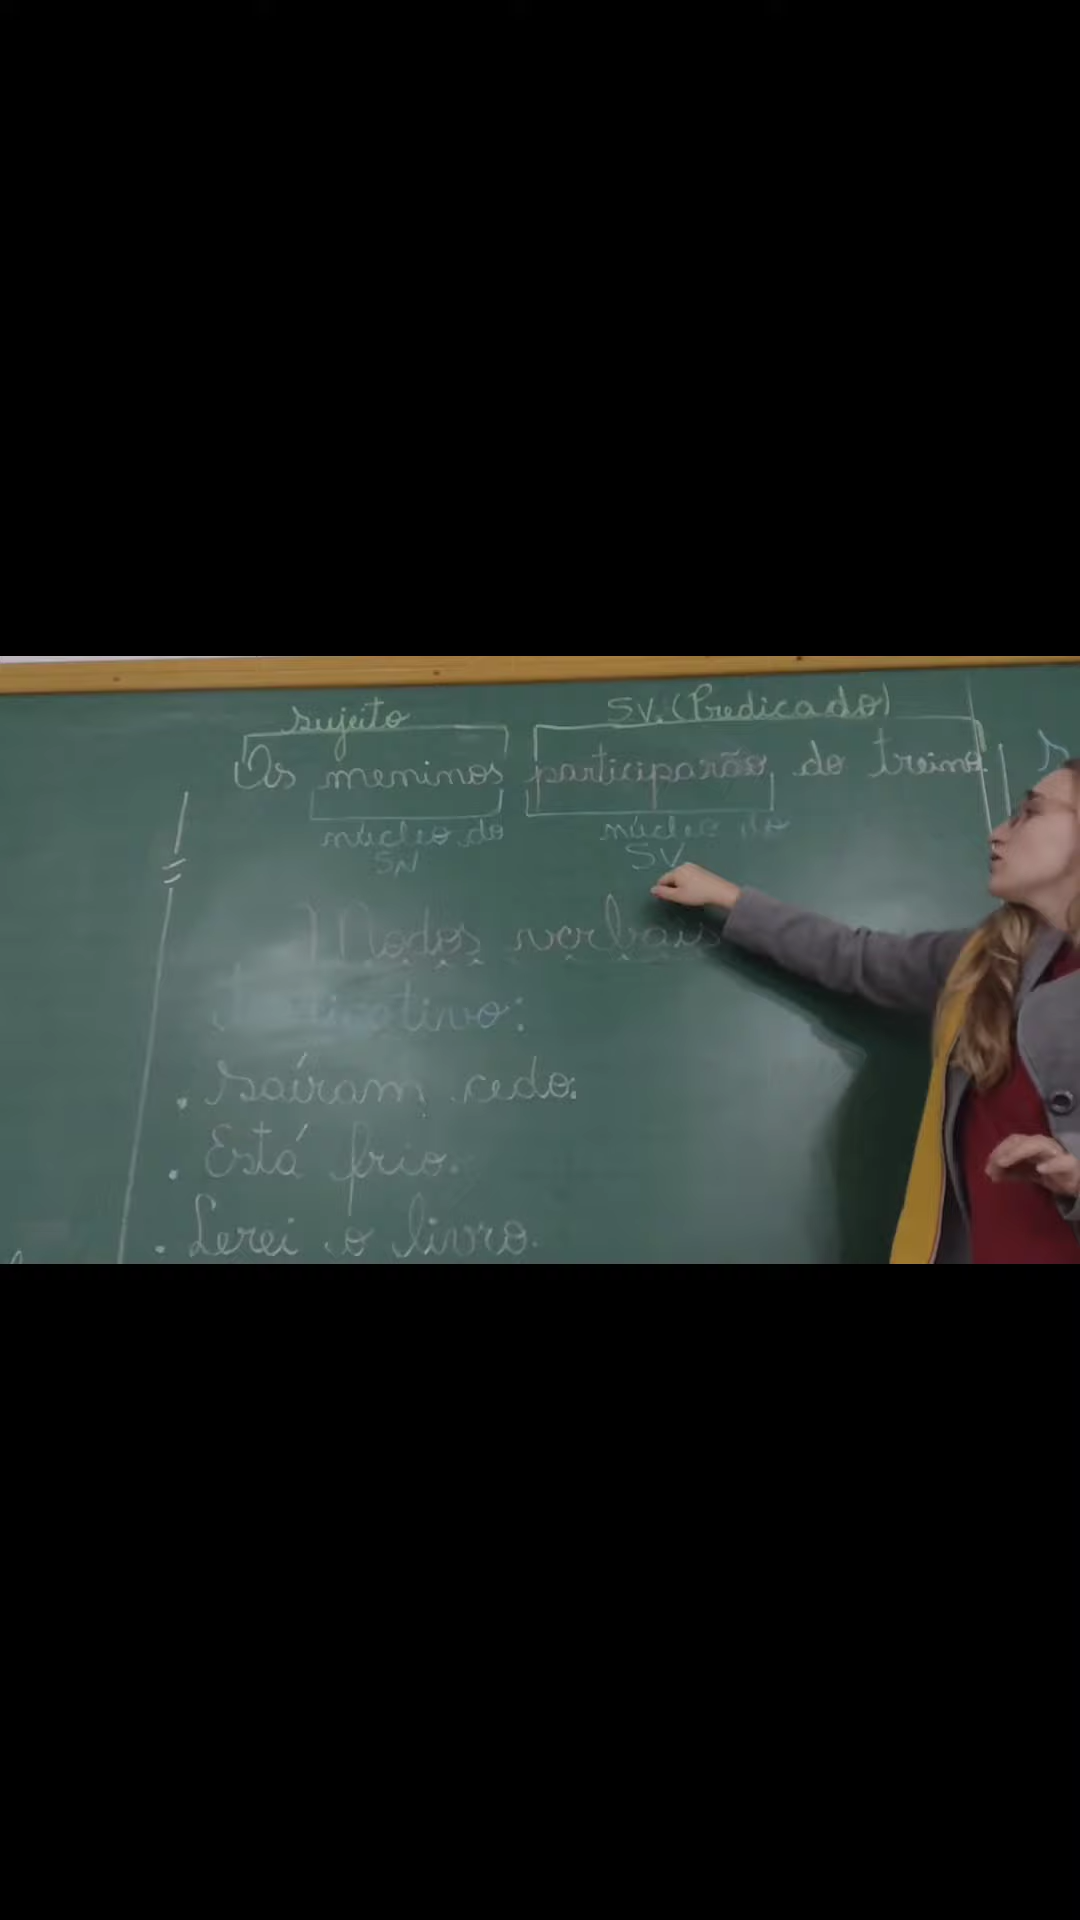 sujeito SV. (Predicado)
Os meninos participarão do treino.
núcleo do núcleo do
SN SV
Modos verbais
Indicativo:
. Saíram cedo.
. Está frio.
. Lerei o livro.